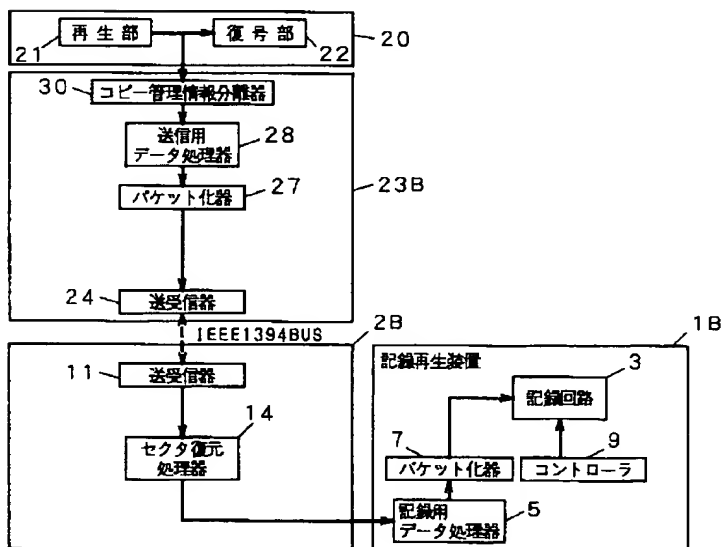 再生部
復号部
20
21
22
30
コピー管理情報分離器
送信用
データ処理器
28
パケット化器
27
23B
24
送受信器
IEEE1394BUS
2B
1B
11
送受信器
記録再生装置
3
記録回路
14
セクタ復元
処理器
7
パケット化器
9
コントローラ
記録用
データ処理器
5